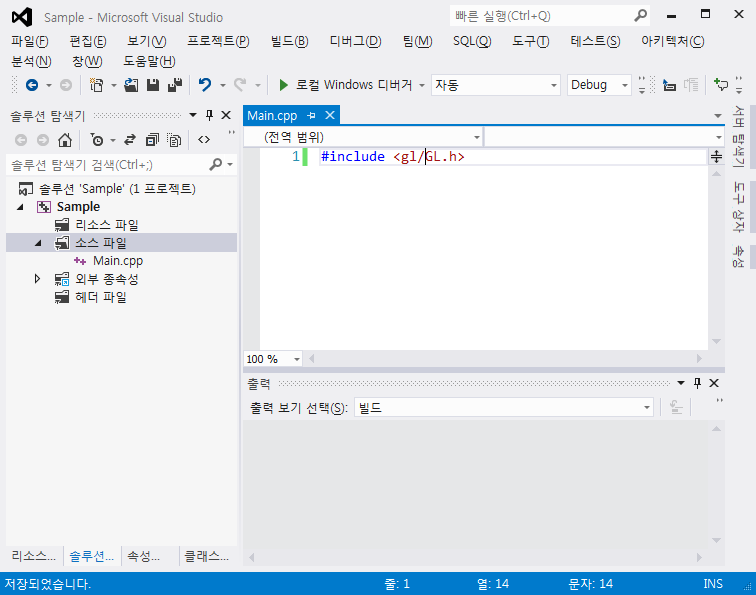 Sample - Microsoft Visual Studio
빠른 실행(Ctrl+Q)
파일(F) 편집(E) 보기(V) 프로젝트(P) 빌드(B) 디버그(D) 팀(M) SQL(Q) 도구(T) 테스트(S) 아키텍처(C)
분석(N) 창(W) 도움말(H)
로컬 Windows 디버거 자동 Debug
솔루션 탐색기
솔루션 탐색기 검색(Ctrl+;)
솔루션 'Sample' (1 프로젝트)
Sample
리소스 파일
소스 파일
Main.cpp
외부 종속성
헤더 파일
리소스... 솔루션... 속성... 클래스...
Main.cpp
(전역 범위)
1 #include <gl/GL.h>
100 %
출력
출력 보기 선택(S): 빌드
서버 탐색기
도구 상자
속성
저장되었습니다. 줄: 1 열: 14 문자: 14 INS